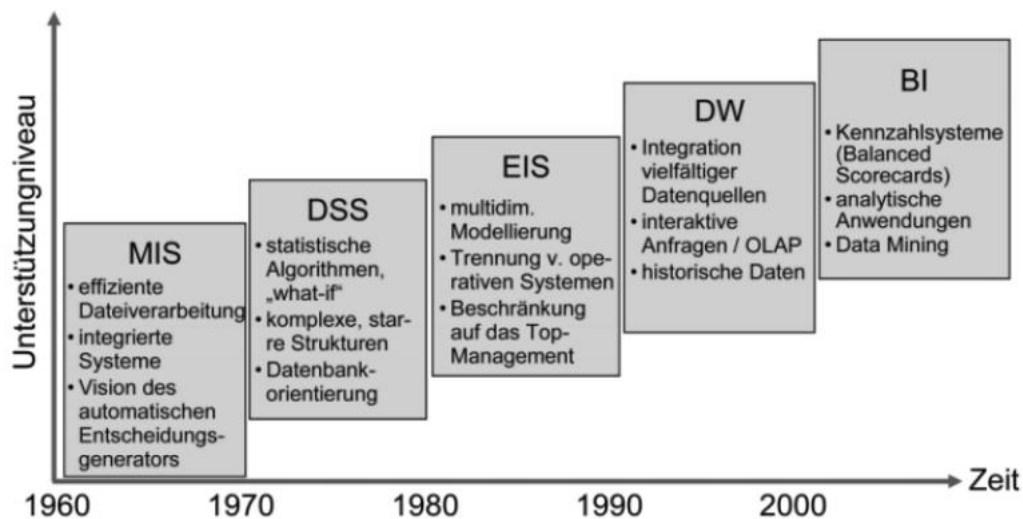 Unterstützungniveau
MIS
• effiziente
Dateiverarbeitung
• integrierte
Systeme
• Vision des
automatischen
Entscheidungs-
generators
DSS
• statistische
Algorithmen,
„what-if“
• komplexe, star-
re Strukturen
• Datenbank-
orientierung
EIS
• multidim.
Modellierung
• Trennung v. ope-
rativen Systemen
• Beschränkung
auf das Top-
Management
DW
• Integration
vielfältiger
Datenquellen
• interaktive
Anfragen / OLAP
• historische Daten
BI
• Kennzahlsysteme
(Balanced
Scorecards)
• analytische
Anwendungen
• Data Mining
Zeit
1960 1970 1980 1990 2000